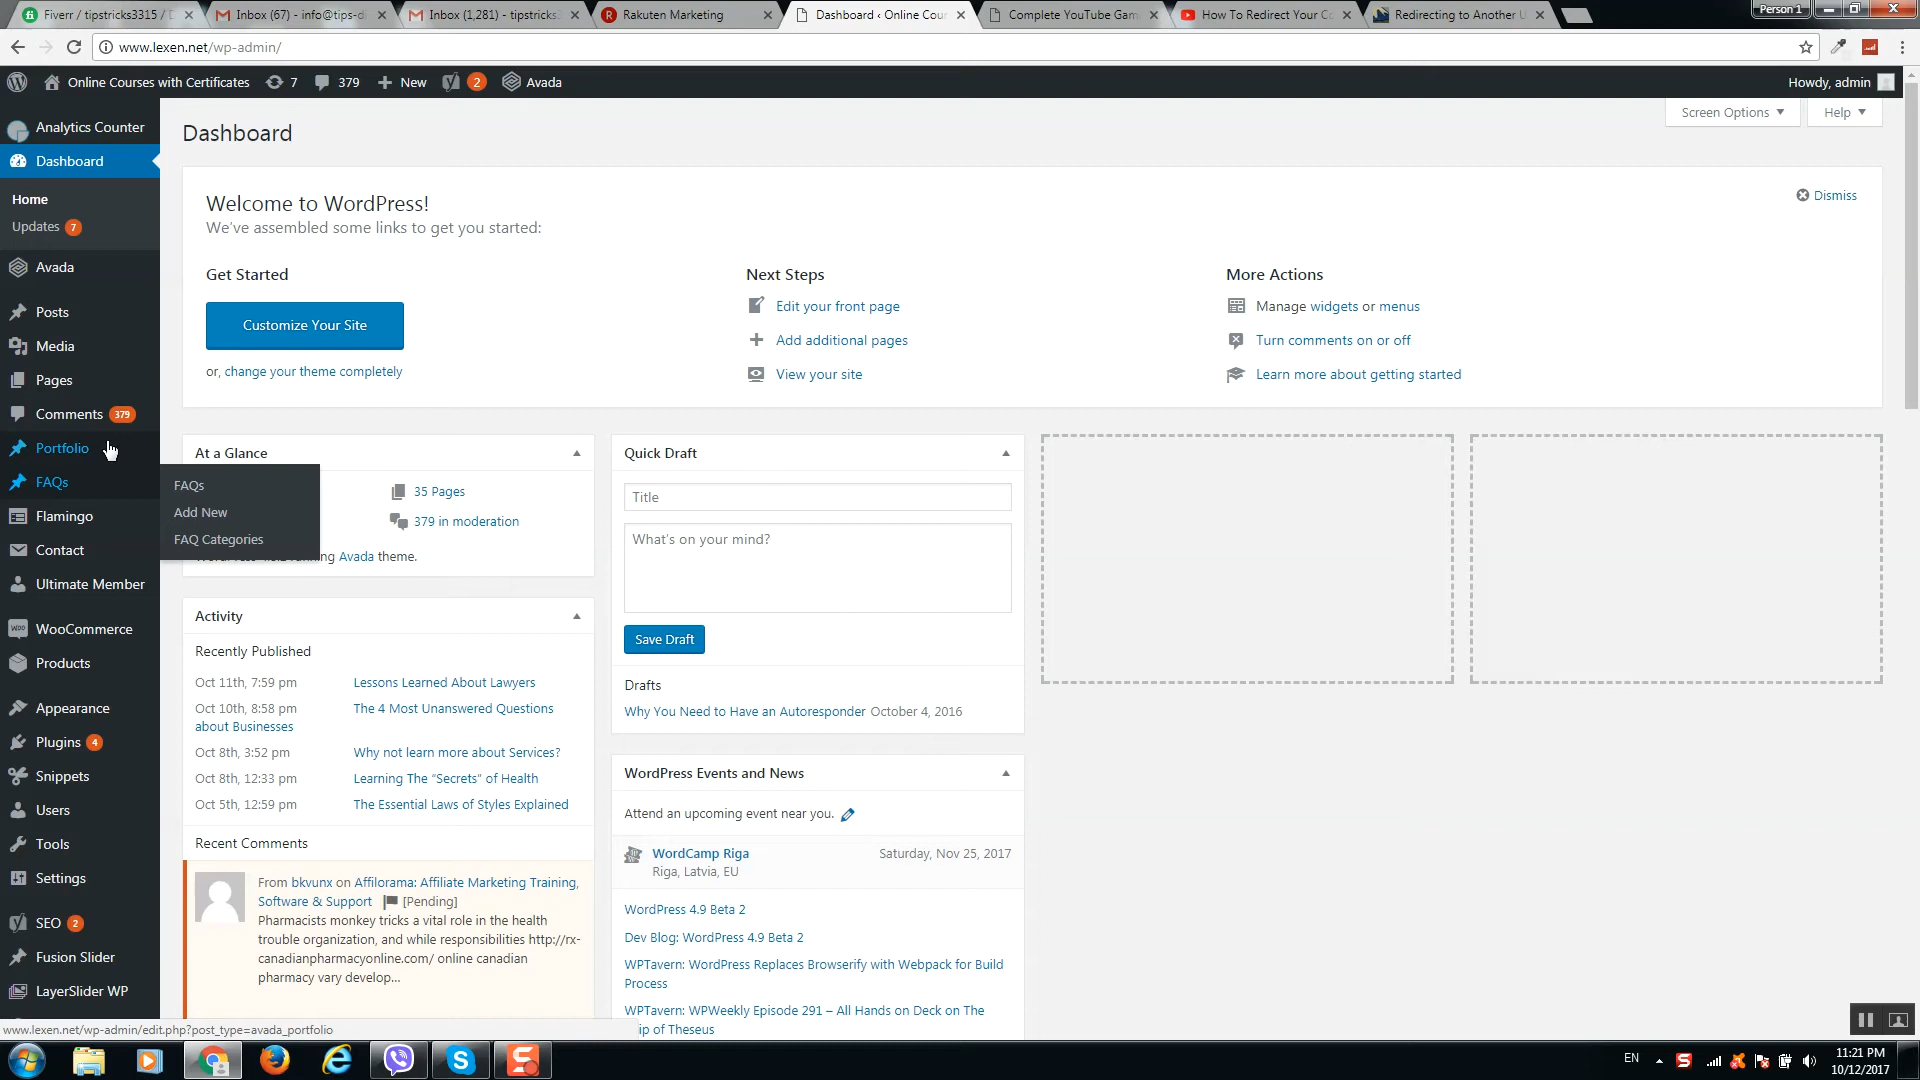 Fiverr / tipstricks3315 /
Inbox (67) - info@tips-
Inbox (1,281) - tipstricks
Rakuten Marketing
Dashboard ‹ Online Cour
Complete YouTube Gam
How To Redirect Your C
Redirecting to Another U
Person 1
www.lexen.net/wp-admin/
Online Courses with Certificates
7
379
New
2
Avada
Howdy, admin
Analytics Counter
Dashboard
Home
Updates 7
Avada
Posts
Media
Pages
Comments 379
Portfolio
FAQs
Flamingo
Contact
Ultimate Member
WooCommerce
Products
Appearance
Plugins 4
Snippets
Users
Tools
Settings
SEO 2
Fusion Slider
LayerSlider WP
FAQs
Add New
FAQ Categories
Dashboard
Screen Options
Help
Welcome to WordPress!
We've assembled some links to get you started:
Dismiss
Get Started
Customize Your Site
or, change your theme completely
Next Steps
Edit your front page
Add additional pages
View your site
More Actions
Manage widgets or menus
Turn comments on or off
Learn more about getting started
At a Glance
35 Pages
379 in moderation
Avada theme.
Activity
Recently Published
Oct 11th, 7:59 pm Lessons Learned About Lawyers
Oct 10th, 8:58 pm The 4 Most Unanswered Questions
about Businesses
Oct 8th, 3:52 pm Why not learn more about Services?
Oct 8th, 12:33 pm Learning The "Secrets" of Health
Oct 5th, 12:59 pm The Essential Laws of Styles Explained
Recent Comments
From bkvunx on Affilorama: Affiliate Marketing Training,
Software & Support [Pending]
Pharmacists monkey tricks a vital role in the health
trouble organization, and while responsibilities http://rx-
canadianpharmacyonline.com/ online canadian
pharmacy vary develop...
Quick Draft
Title
What's on your mind?
Save Draft
Drafts
Why You Need to Have an Autoresponder October 4, 2016
WordPress Events and News
Attend an upcoming event near you.
WordCamp Riga Saturday, Nov 25, 2017
Riga, Latvia, EU
WordPress 4.9 Beta 2
Dev Blog: WordPress 4.9 Beta 2
WPTavern: WordPress Replaces Browserify with Webpack for Build
Process
WPTavern: WPWeekly Episode 291 – All Hands on Deck on The
ip of Theseus
www.lexen.net/wp-admin/edit.php?post_type=avada_portfolio
EN
11:21 PM
10/12/2017